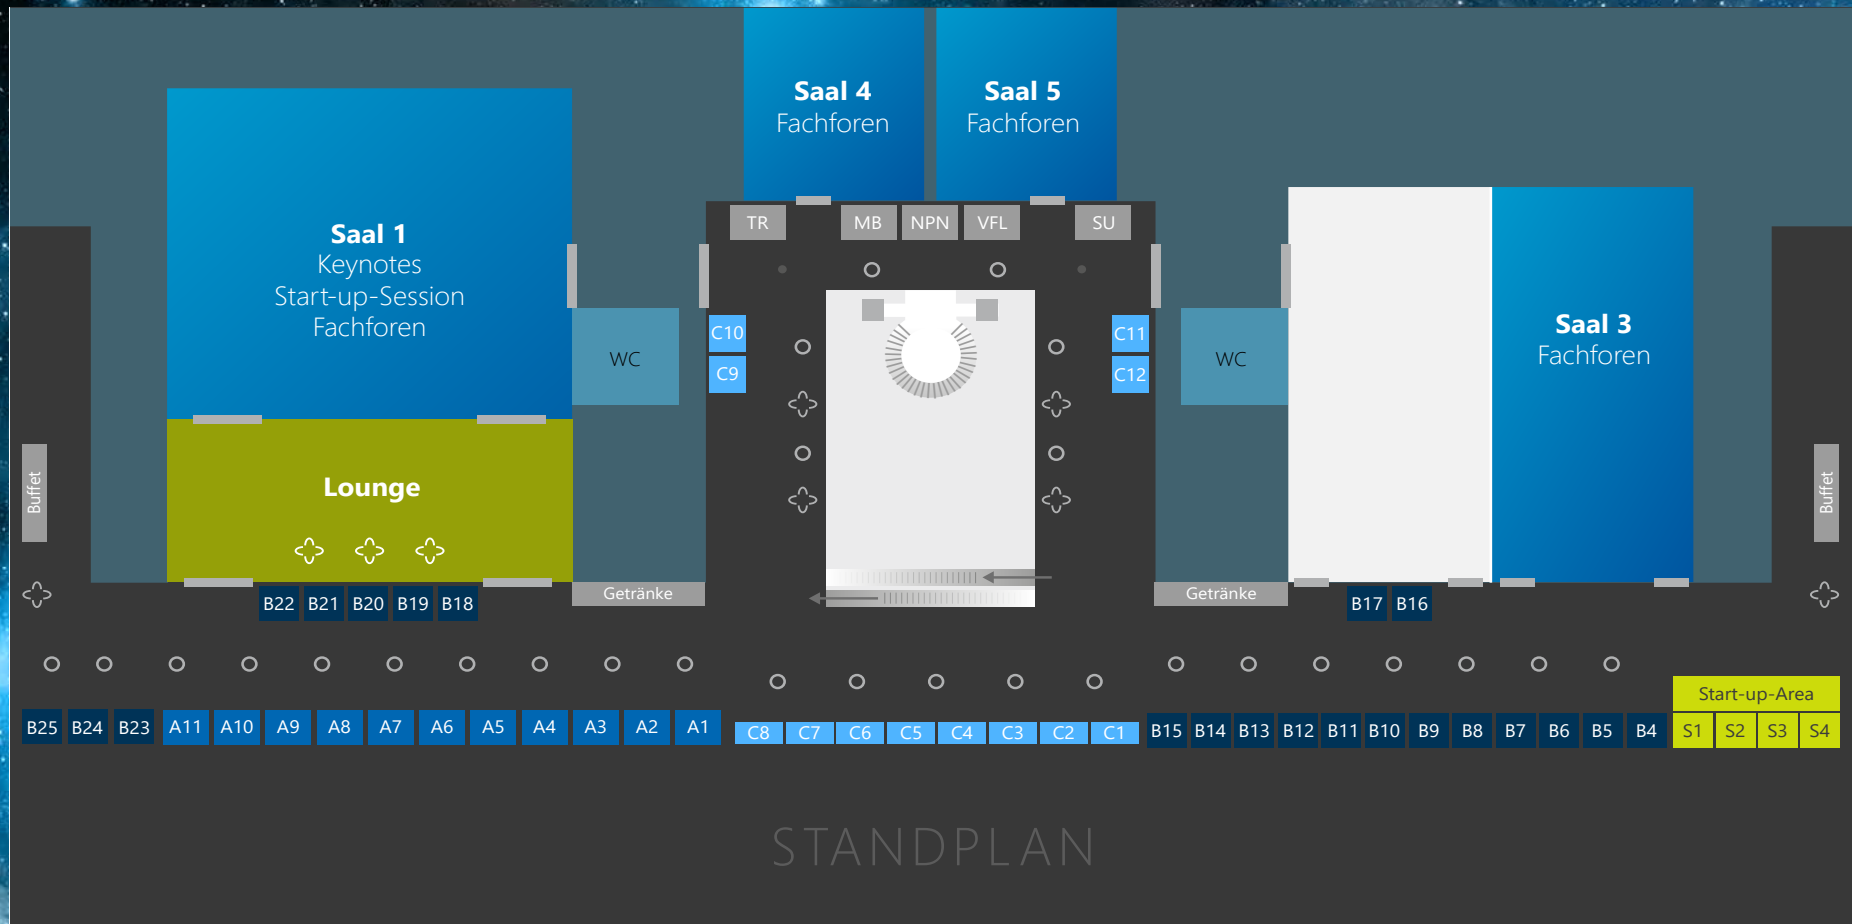 Saal 4
Fachforen
Saal 5
Fachforen
Saal 1
Keynotes
Start-up-Session
Fachforen
TR
MB
NPN
VFL
SU
Saal 3
Fachforen
WC
C10
C9
C11
C12
WC
Buffet
Lounge
Buffet
Getränke
Getränke
B22
B21
B20
B19
B18
B17
B16
Start-up-Area
B25
B24
B23
A11
A10
A9
A8
A7
A6
A5
A4
A3
A2
A1
C8
C7
C6
C5
C4
C3
C2
C1
B15
B14
B13
B12
B11
B10
B9
B8
B7
B6
B5
B4
S1
S2
S3
S4
STANDPLAN